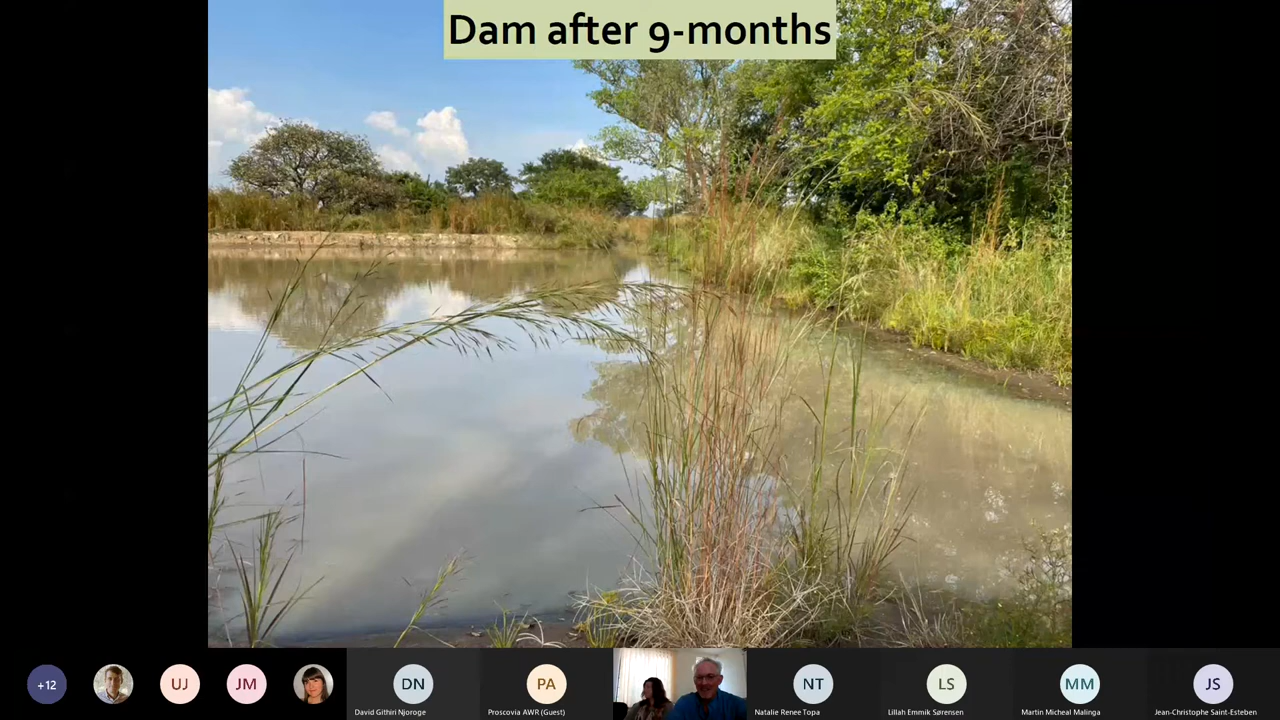 Dam after 9-months
+12
UJ
JM
DN
David Githiri Njoroge
PA
Proscovia AWR (Guest)
NT
Natalie Renee Topa
LS
Lillah Emmik Sørensen
MM
Martin Micheal Malinga
JS
Jean-Christophe Saint-Esteben